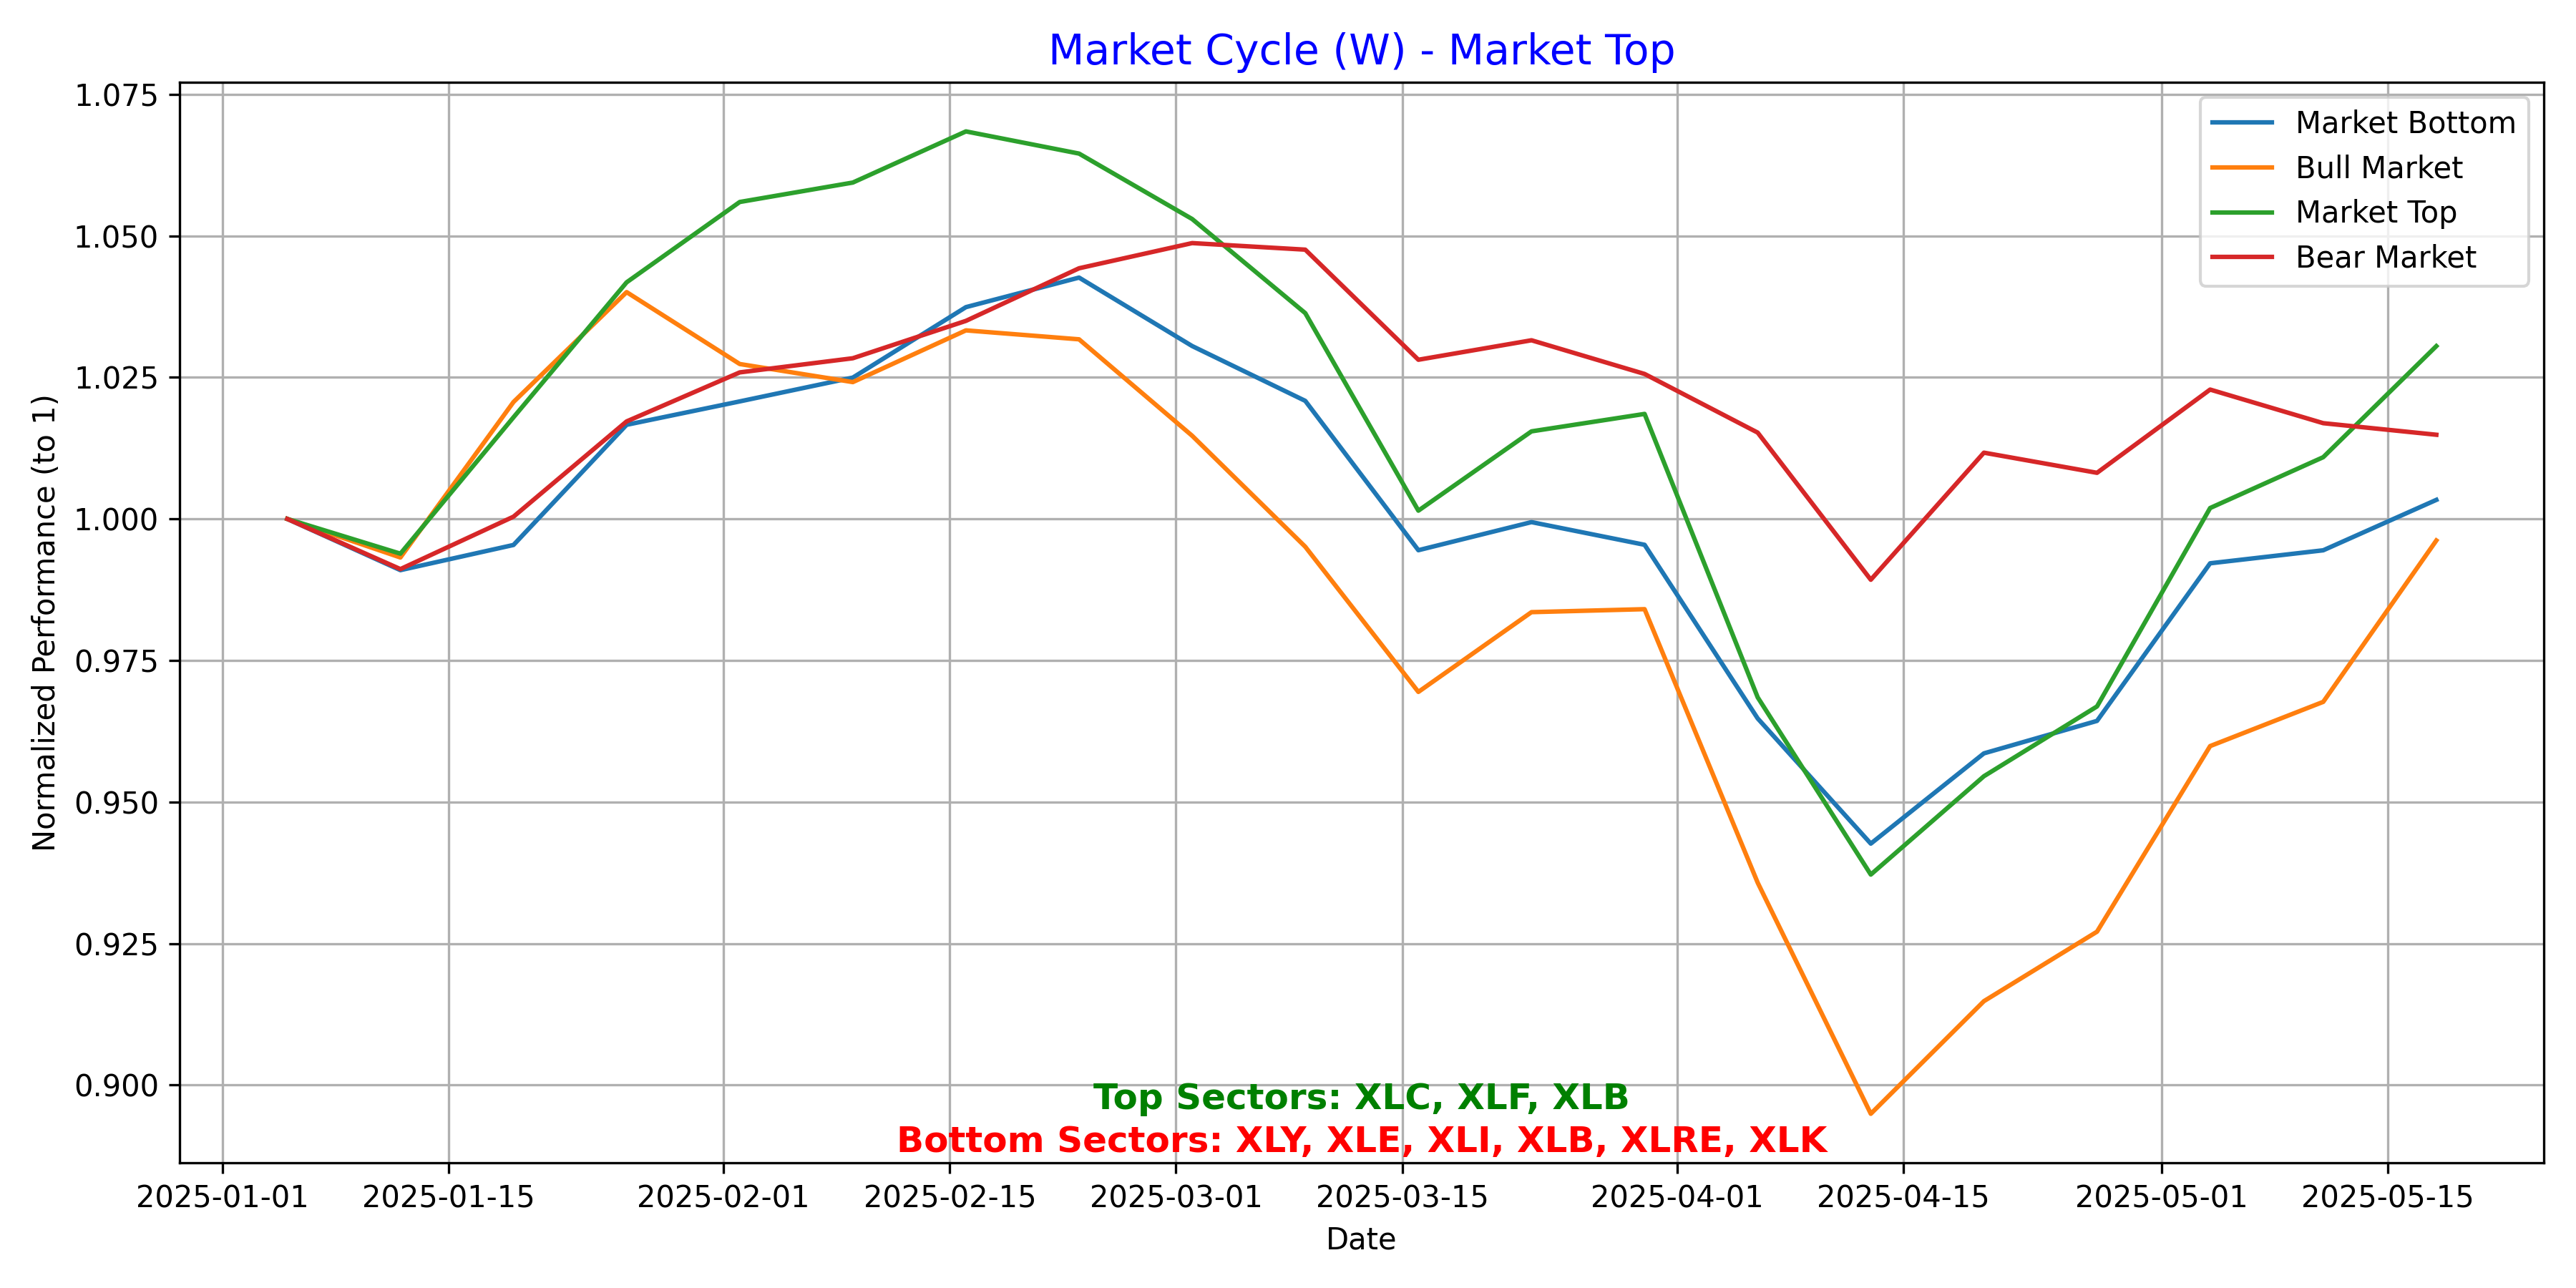 Market Cycle (W) - Market Top
1.075
1.050
1.025
1.000
0.975
0.950
0.925
0.900
Normalized Performance (to 1)
Market Bottom
Bull Market
Market Top
Bear Market
Top Sectors: XLC, XLF, XLB
Bottom Sectors: XLY, XLE, XLI, XLB, XLRE, XLK
2025-01-01 2025-01-15 2025-02-01 2025-02-15 2025-03-01 2025-03-15 2025-04-01 2025-04-15 2025-05-01 2025-05-15
Date